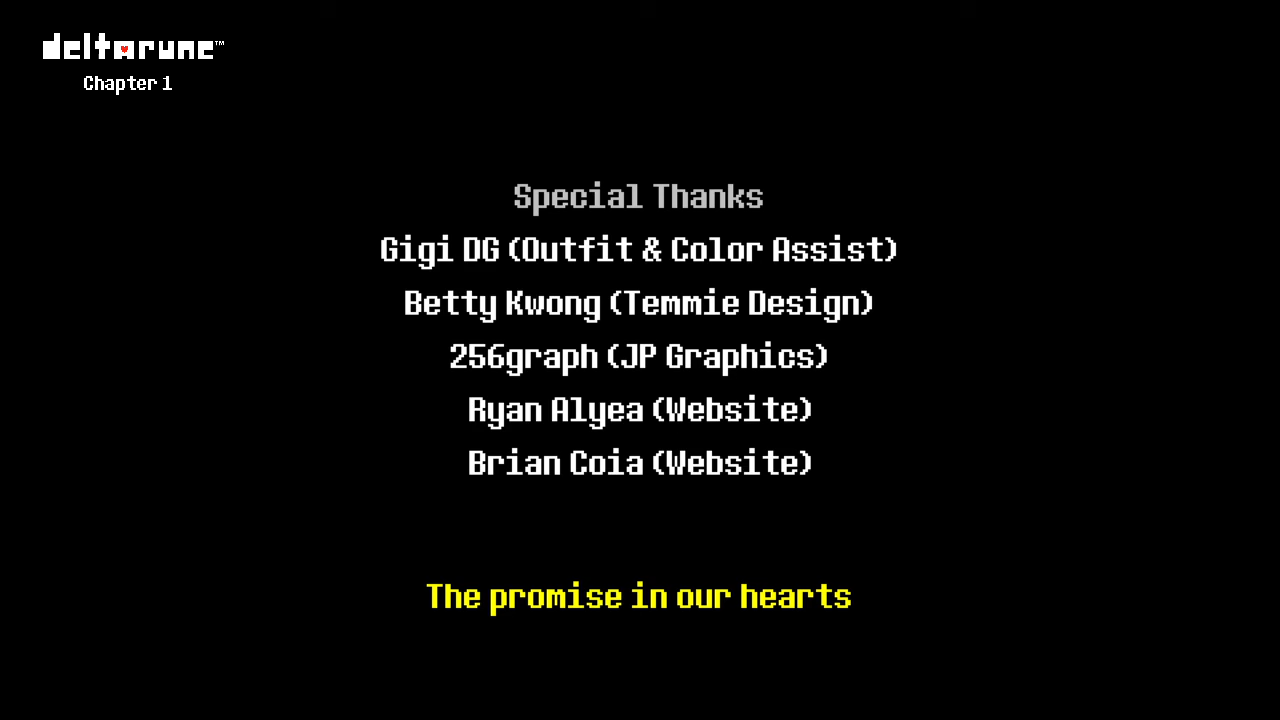 deltarune™
Chapter 1
Special Thanks
Gigi DG (Outfit & Color Assist)
Betty Kwong (Temmie Design)
256graph (JP Graphics)
Ryan Alyea (Website)
Brian Coia (Website)
The promise in our hearts